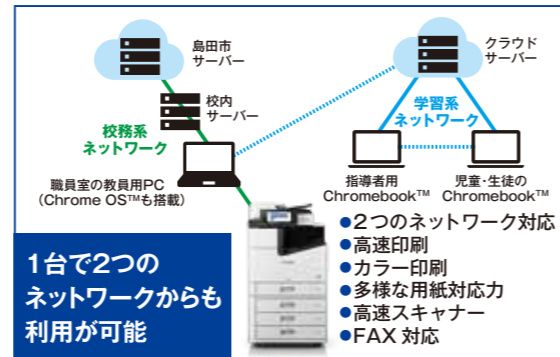 島田市
サーバー
クラウド
サーバー
校内
サーバー
校務系
ネットワーク
学習系
ネットワーク
職員室の教員用PC
（Chrome OS™も搭載）
指導者用
Chromebook™
児童・生徒の
Chromebook™
1台で2つの
ネットワークからも
利用が可能
●2つのネットワーク対応
●高速印刷
●カラー印刷
●多様な用紙対応力
●高速スキャナー
●FAX 対応